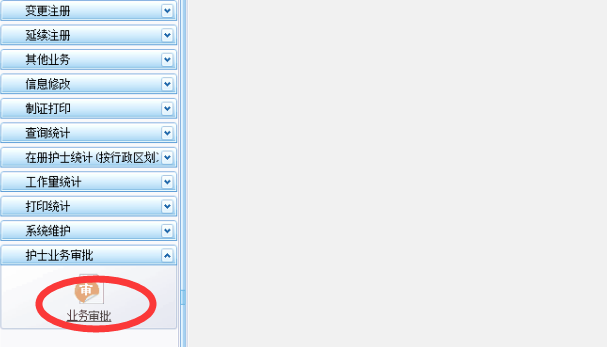 变更注册
延续注册
其他业务
信息修改
制证打印
查询统计
在册护士统计(按行政区划
工作量统计
打印统计
系统维护
护士业务审批
审
业务审批